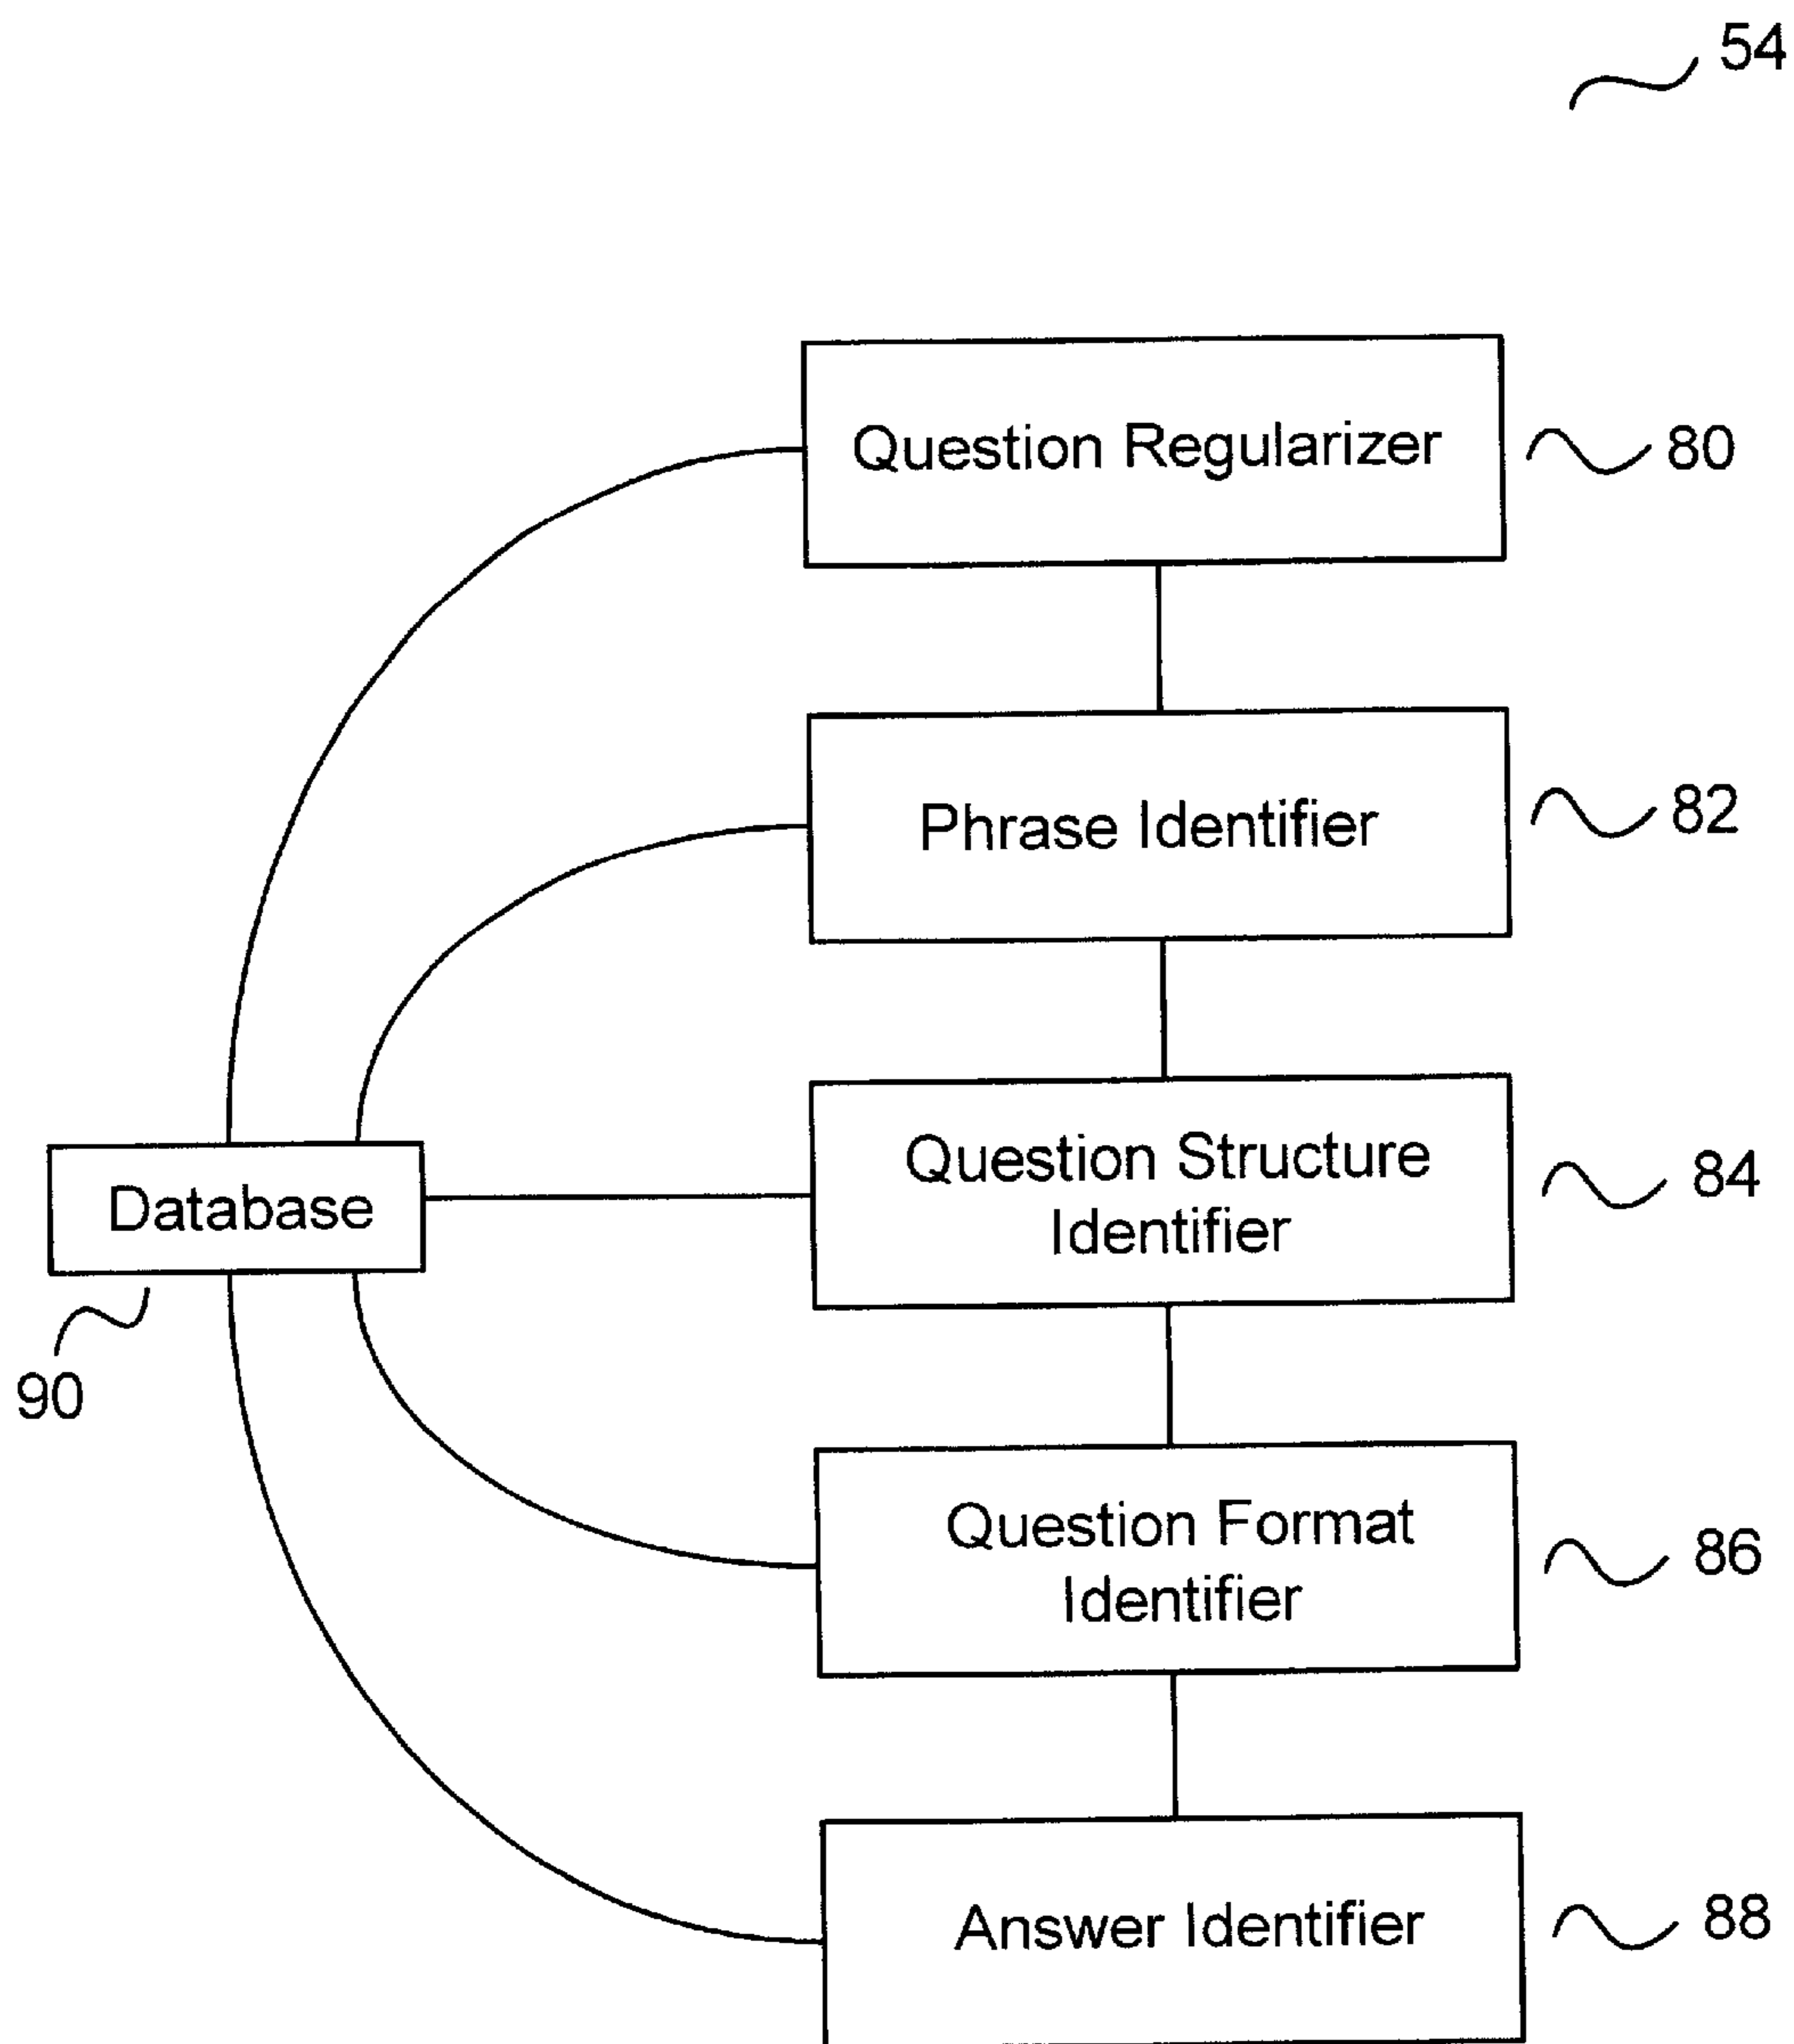 54
Question Regularizer
80
Phrase Identifier
82
Question Structure
Identifier
84
Database
90
Question Format
Identifier
86
Answer Identifier
88